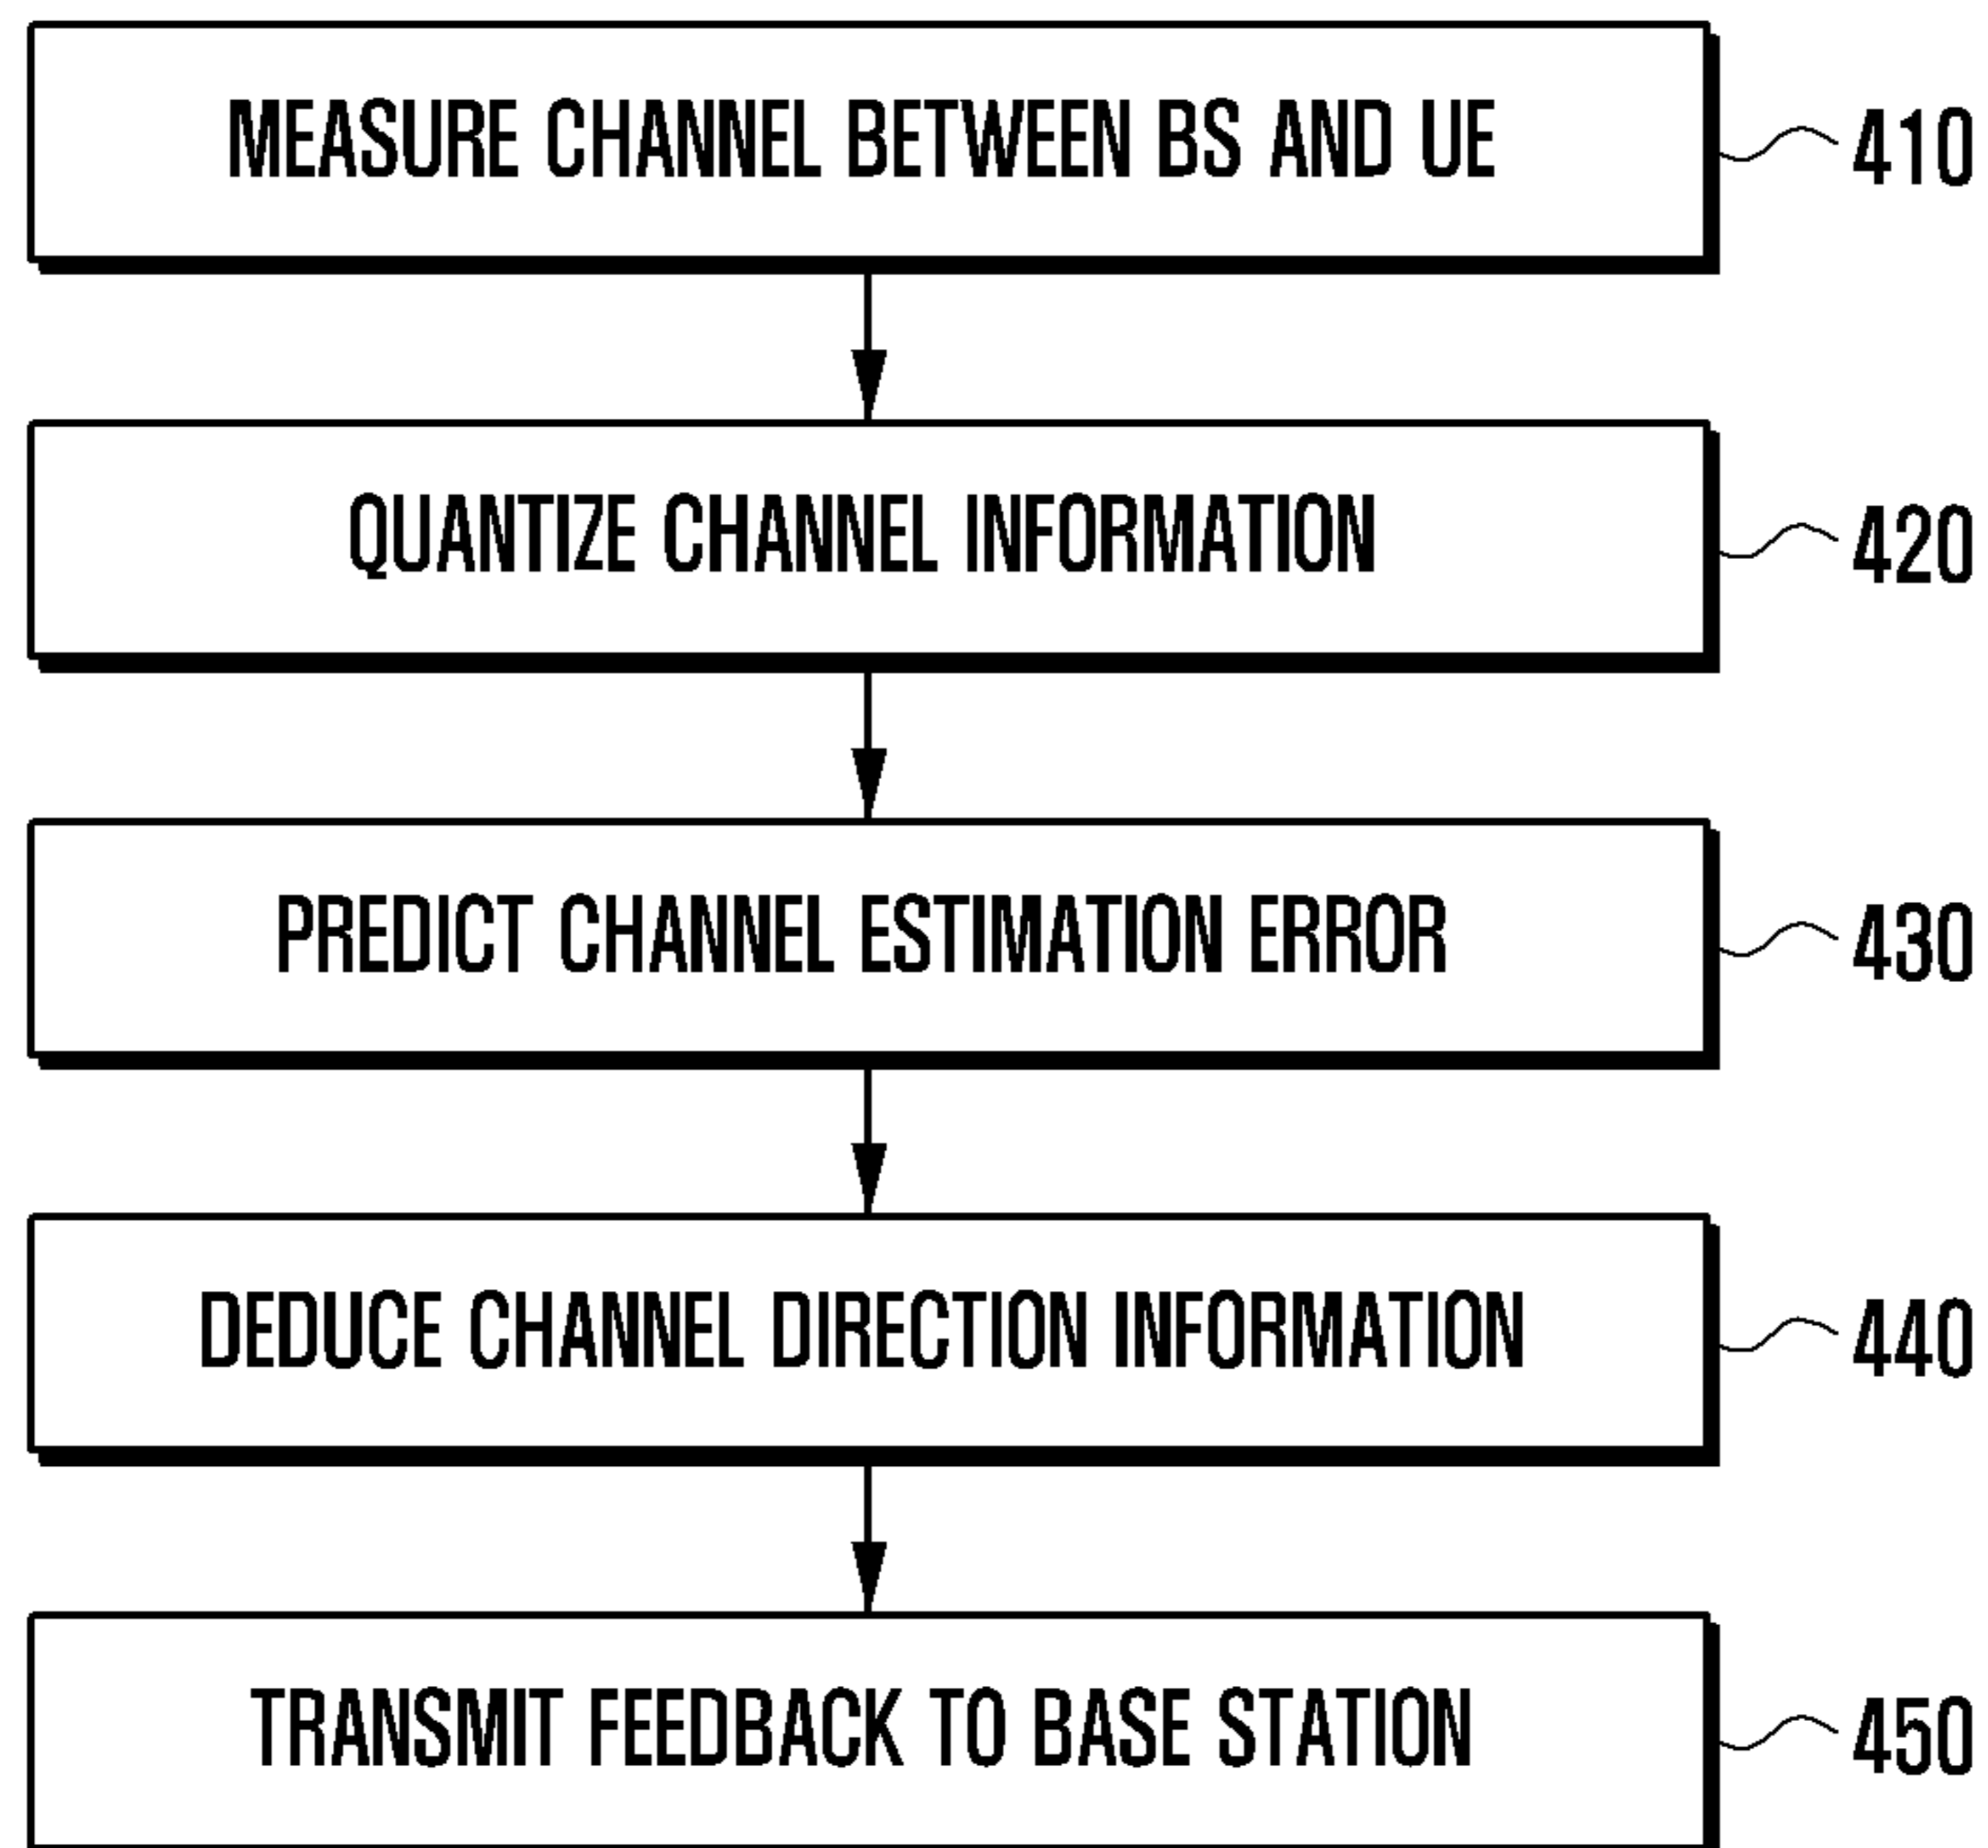 MEASURE CHANNEL BETWEEN BS AND UE
410
QUANTIZE CHANNEL INFORMATION
420
PREDICT CHANNEL ESTIMATION ERROR
430
DEDUCE CHANNEL DIRECTION INFORMATION
440
TRANSMIT FEEDBACK TO BASE STATION
450